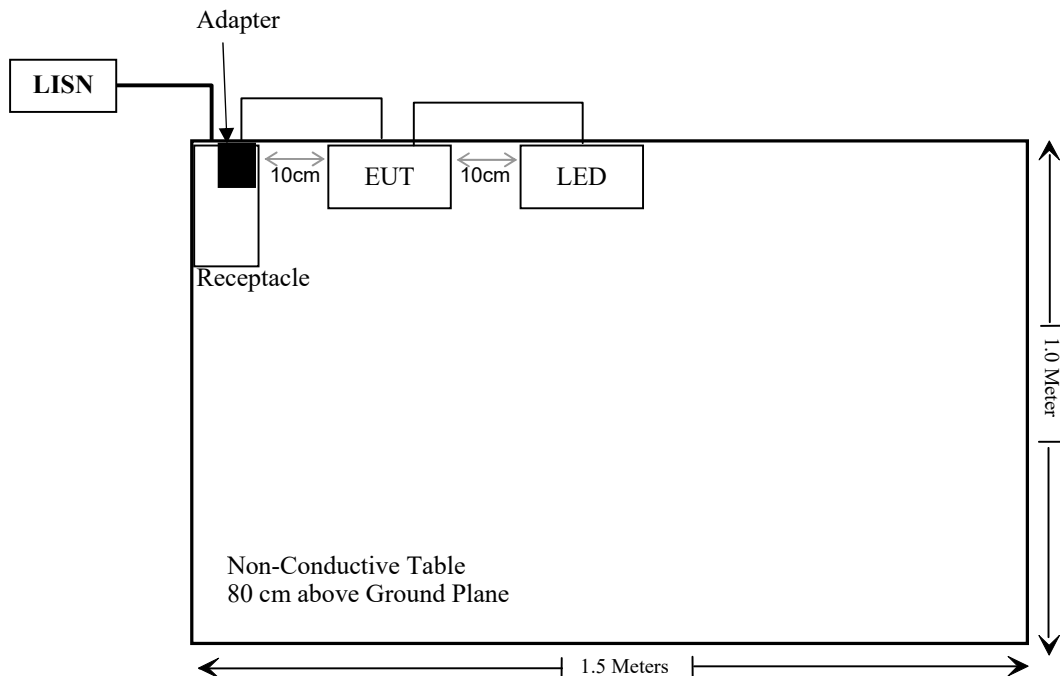 Adapter
LISN
10cm
EUT
10cm
LED
Receptacle
1.0 Meter
Non-Conductive Table
80 cm above Ground Plane
1.5 Meters